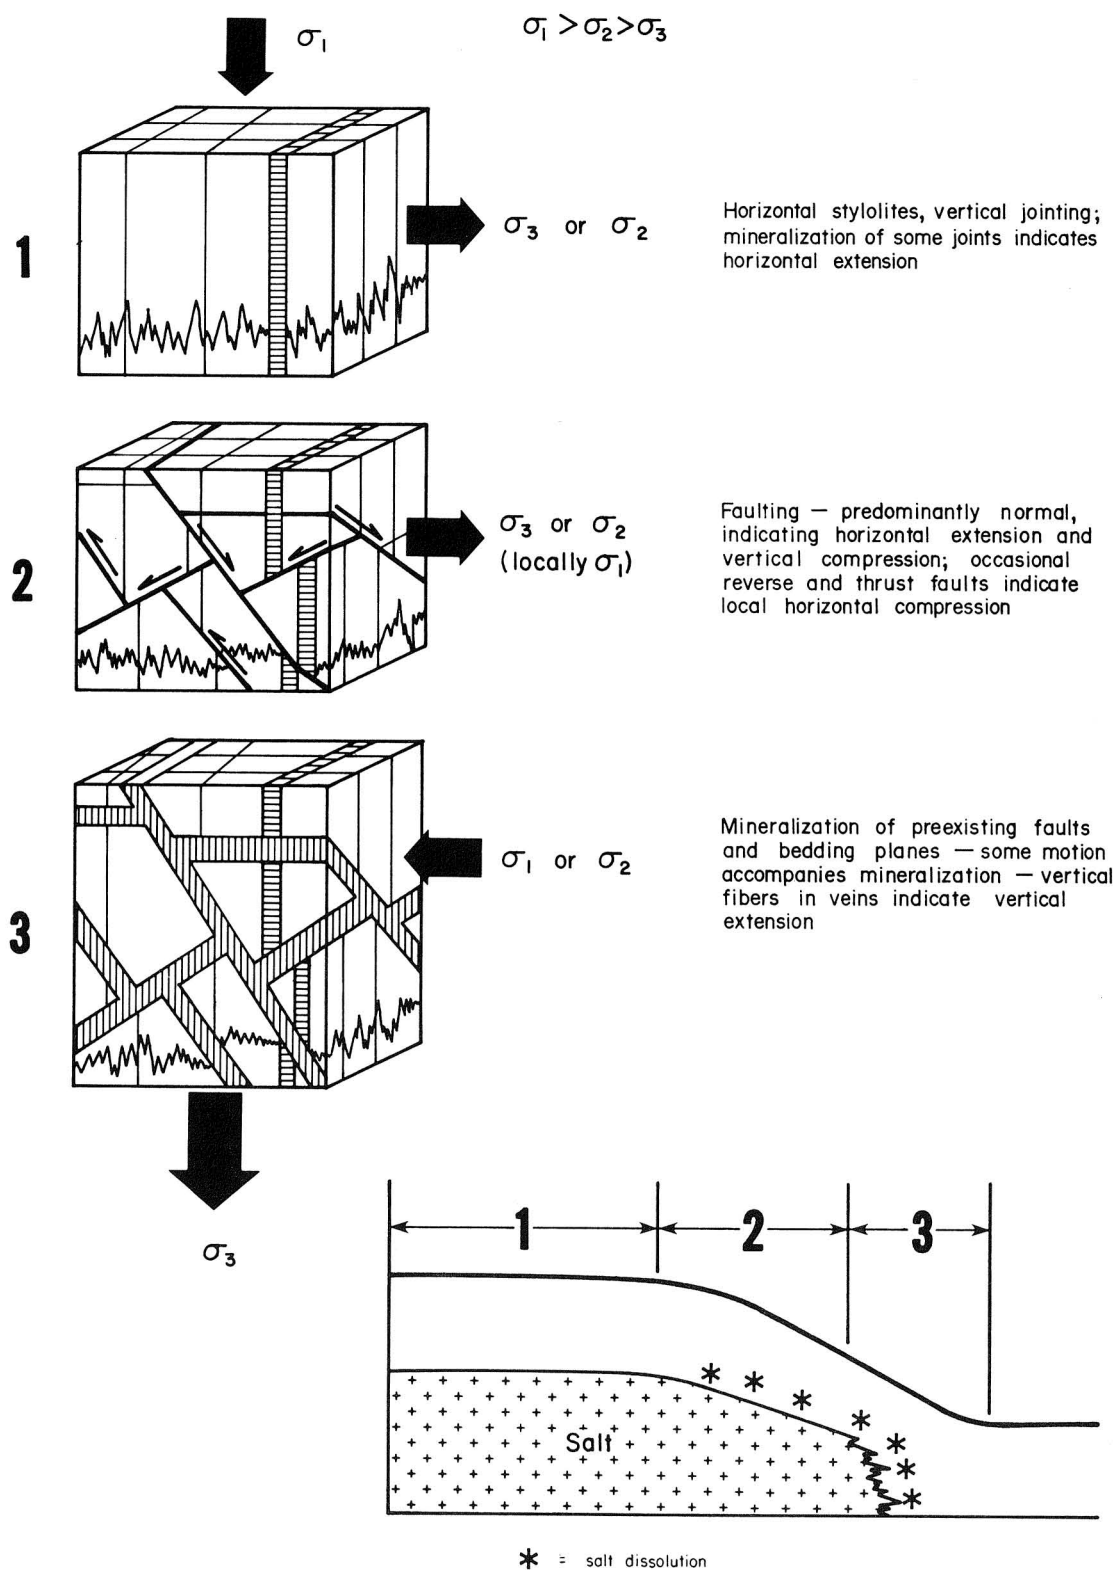 σ1
σ1 > σ2 > σ3
1
σ3 or σ2
Horizontal stylolites, vertical jointing;
mineralization of some joints indicates
horizontal extension
2
σ3 or σ2
(locally σ1)
Faulting — predominantly normal,
indicating horizontal extension and
vertical compression; occasional
reverse and thrust faults indicate
local horizontal compression
3
σ1 or σ2
Mineralization of preexisting faults
and bedding planes — some motion
accompanies mineralization — vertical
fibers in veins indicate vertical
extension
σ3
1 2 3
Salt
* = salt dissolution